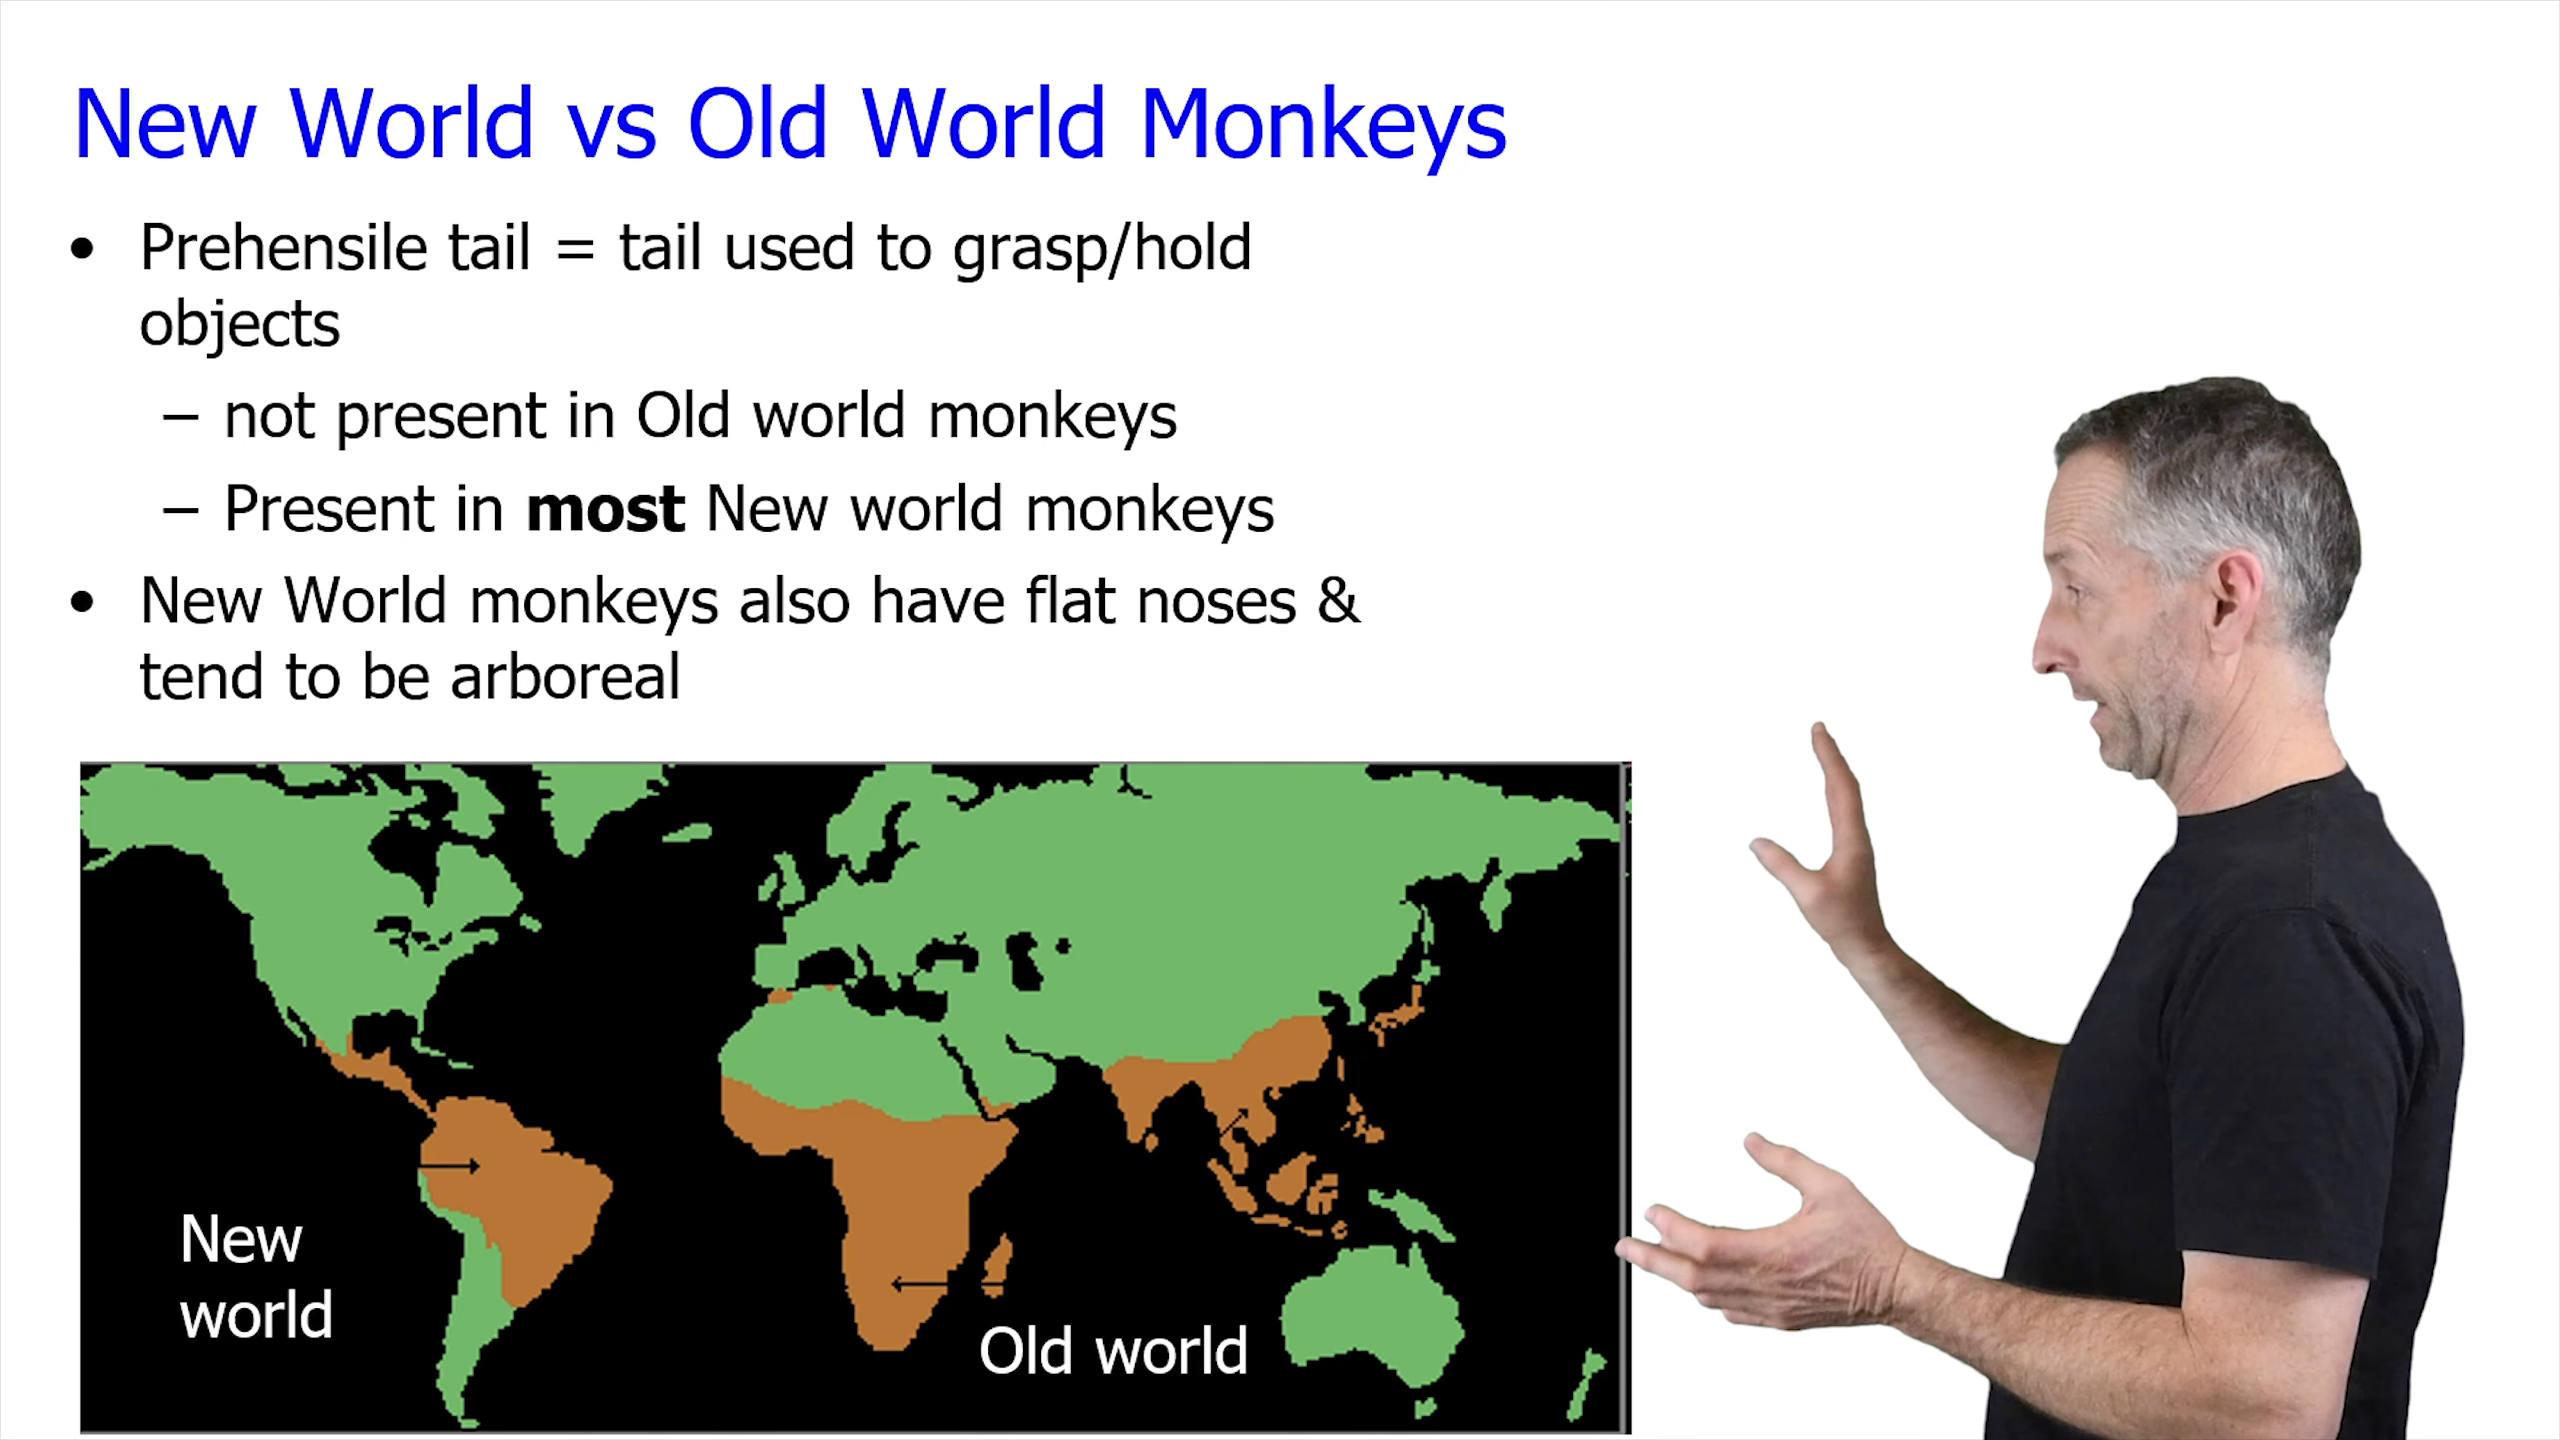 New World vs Old World Monkeys
• Prehensile tail = tail used to grasp/hold
objects
– not present in Old world monkeys
– Present in most New world monkeys
• New World monkeys also have flat noses &
tend to be arboreal
New
world
Old world